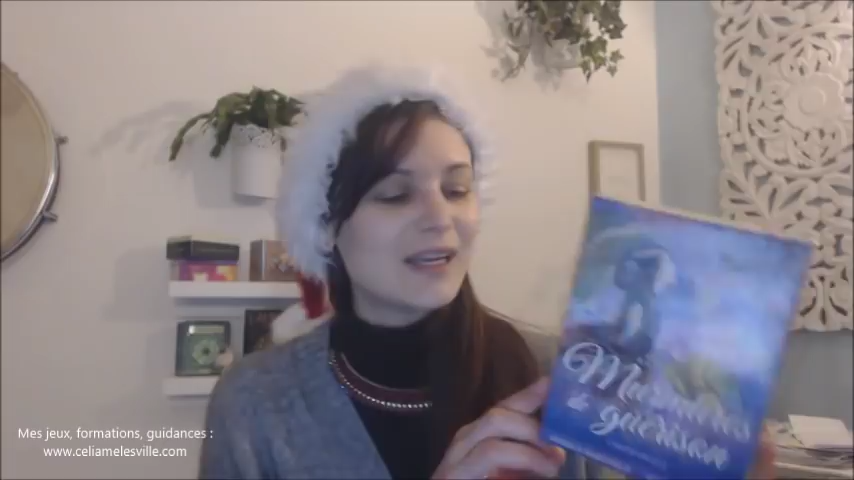 Murmures
de
guérison
Mes jeux, formations, guidances :
www.celiamelesville.com